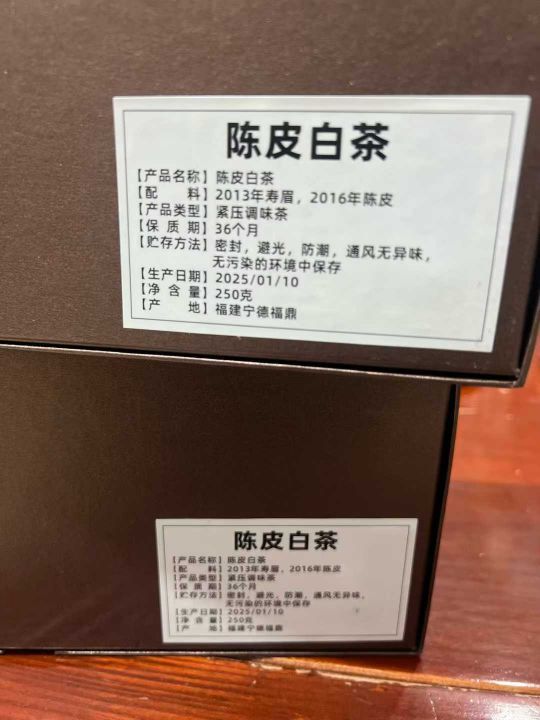 陈皮白茶
【产品名称】陈皮白茶
【配 料】2013年寿眉，2016年陈皮
【产品类型】紧压调味茶
【保 质 期】36个月
【贮存方法】密封，避光，防潮，通风无异味，
无污染的环境中保存
【生产日期】2025/01/10
【净 含 量】250克
【产 地】福建宁德福鼎
陈皮白茶
【产品名称】陈皮白茶
【配 料】2013年寿眉，2016年陈皮
【产品类型】紧压调味茶
【保 质 期】36个月
【贮存方法】密封，避光，防潮，通风无异味，
无污染的环境中保存
【生产日期】2025/01/10
【净 含 量】250克
【产 地】福建宁德福鼎